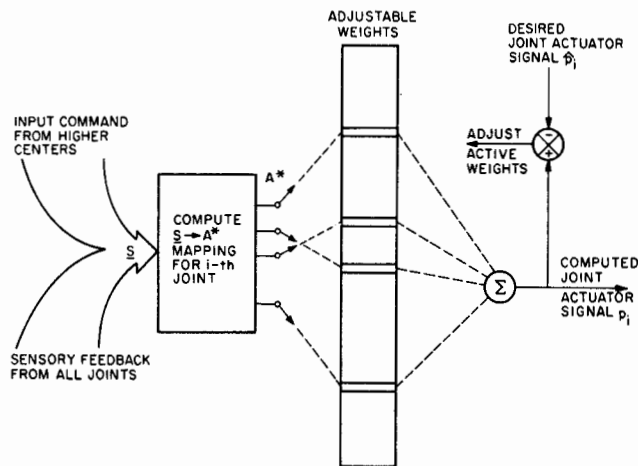 ADJUSTABLE
WEIGHTS
DESIRED
JOINT ACTUATOR
SIGNAL p̂i
INPUT COMMAND
FROM HIGHER
CENTERS
ADJUST
ACTIVE
WEIGHTS
−
+
A*
S
COMPUTE
S → A*
MAPPING
FOR i-th
JOINT
Σ
COMPUTED
JOINT
ACTUATOR
SIGNAL pi
SENSORY FEEDBACK
FROM ALL JOINTS